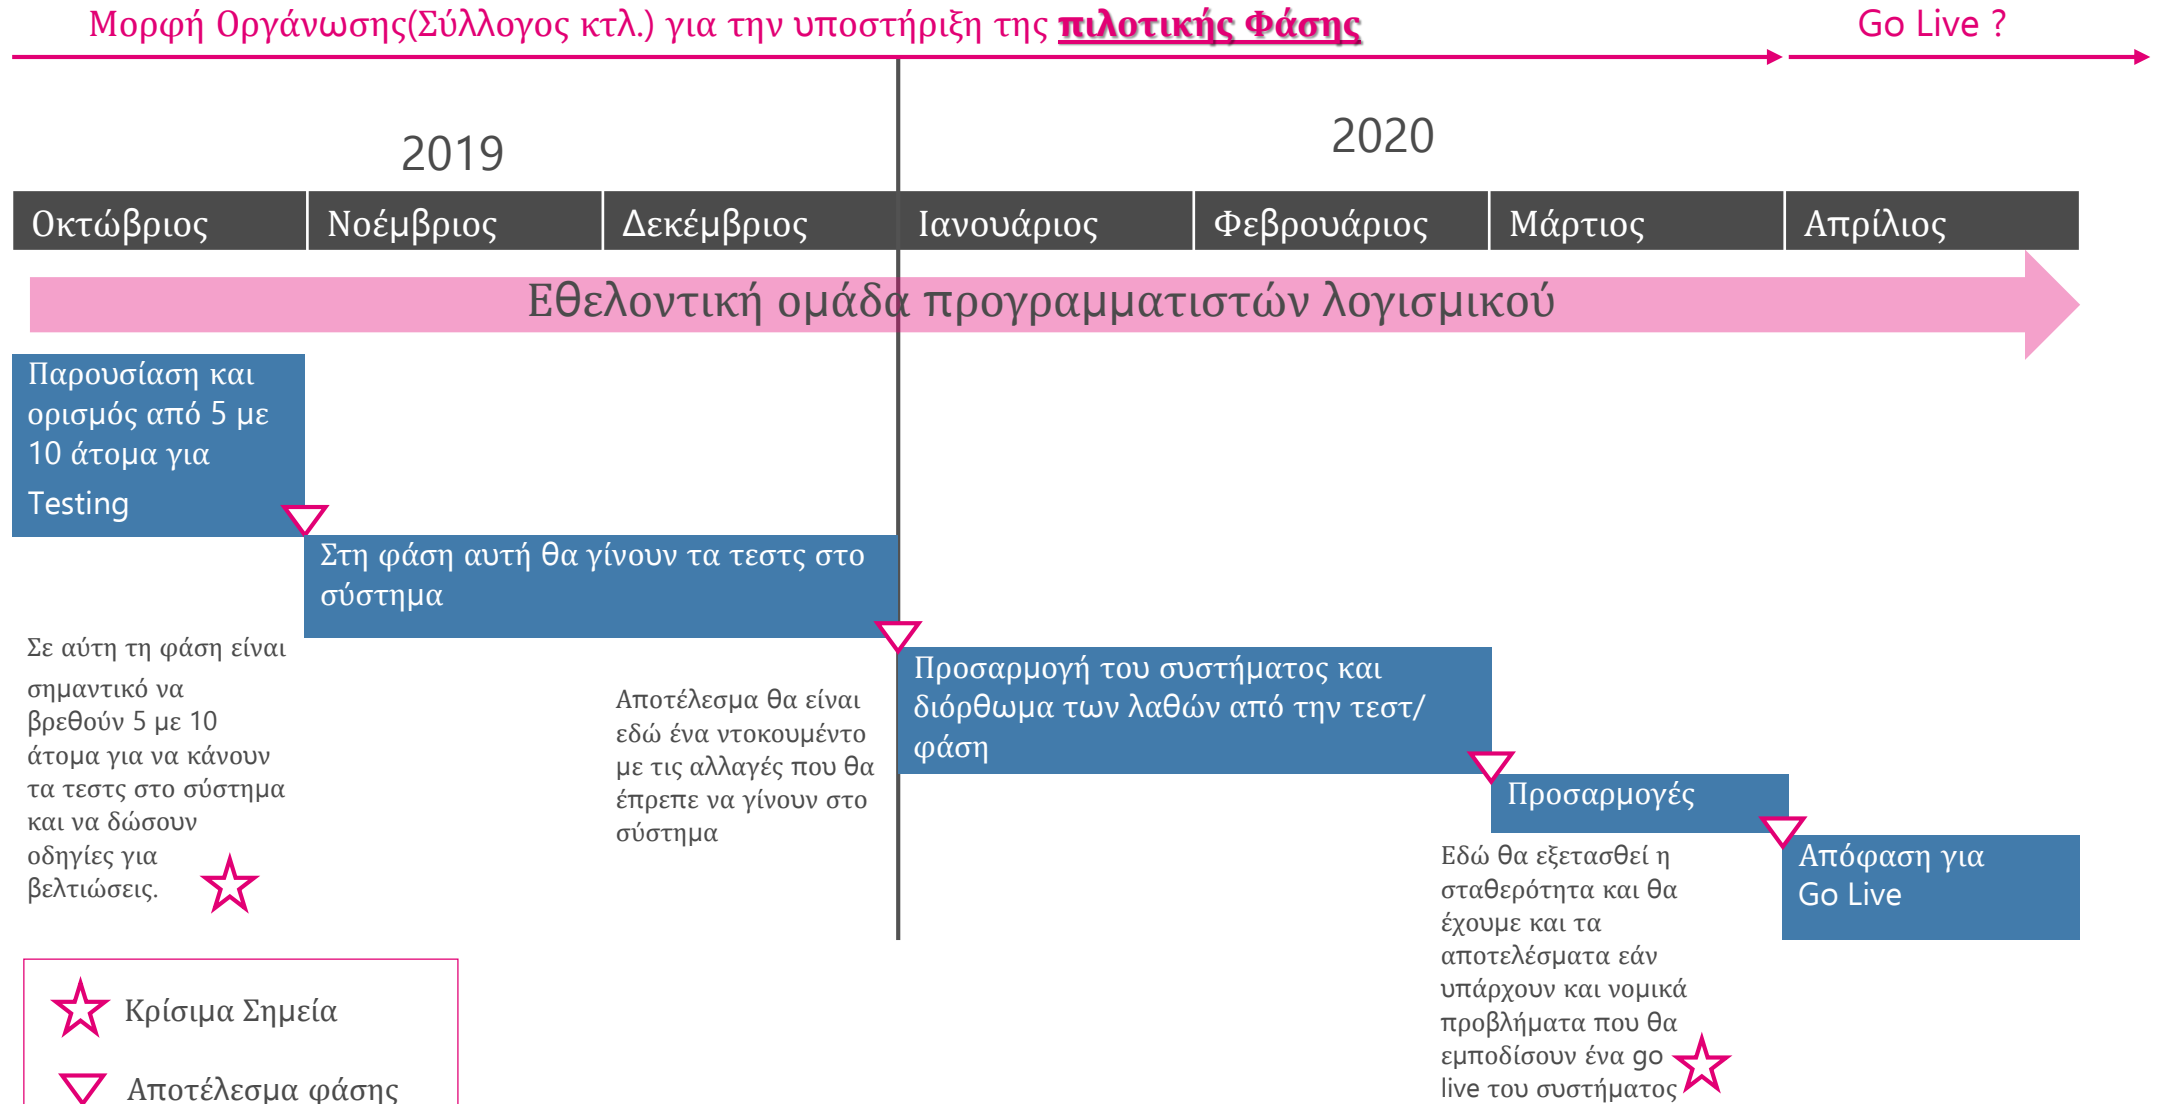 Μορφή Οργάνωσης(Σύλλογος κτλ.) για την υποστήριξη της πιλοτικής Φάσης
Go Live ?
2019
2020
Οκτώβριος
Νοέμβριος
Δεκέμβριος
Ιανουάριος
Φεβρουάριος
Μάρτιος
Απρίλιος
Εθελοντική ομάδα προγραμματιστών λογισμικού
Παρουσίαση και
ορισμός από 5 με
10 άτομα για
Testing
Στη φάση αυτή θα γίνουν τα τεστς στο
σύστημα
Σε αύτη τη φάση είναι
σημαντικό να
βρεθούν 5 με 10
άτομα για να κάνουν
τα τεστς στο σύστημα
και να δώσουν
οδηγίες για
βελτιώσεις.
Αποτέλεσμα θα είναι
εδώ ένα ντοκουμέντο
με τις αλλαγές που θα
έπρεπε να γίνουν στο
σύστημα
Προσαρμογή του συστήματος και
διόρθωμα των λαθών από την τεστ/
φάση
Προσαρμογές
Εδώ θα εξετασθεί η
σταθερότητα και θα
έχουμε και τα
αποτελέσματα εάν
υπάρχουν και νομικά
προβλήματα που θα
εμποδίσουν ένα go
live του συστήματος
Απόφαση για
Go Live
Κρίσιμα Σημεία
Αποτέλεσμα φάσης